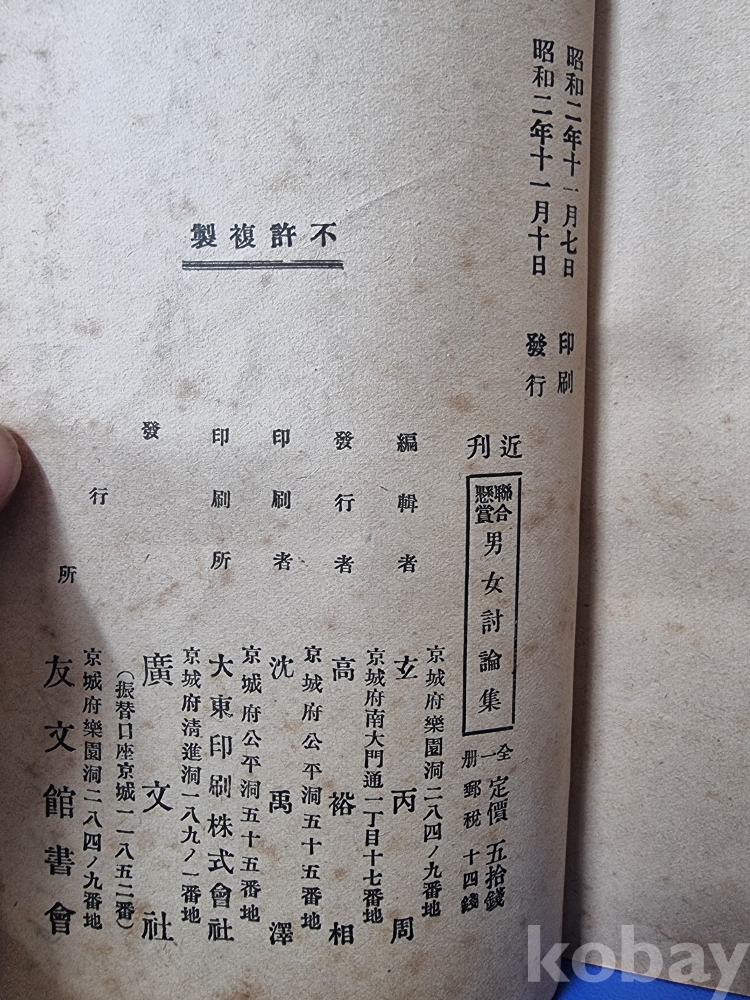 昭和二年十一月七日 印刷
昭和二年十一月十日 發行
不許複製
近刊
聯合懸賞 男女討論集
全一册
定價 五拾錢
郵稅 十四錢
京城府樂園洞二八四ノ九番地
編輯者 玄丙周
京城府南大門通一丁目十七番地
發行者 高裕相
京城府公平洞五十五番地
印刷者 沈禹澤
京城府公平洞五十五番地
印刷所 大東印刷株式會社
京城府淸進洞一八九ノ一番地
發行所
廣文社
(振替口座京城一一八五二番)
京城府樂園洞二八四ノ九番地
友文館書會
kobay